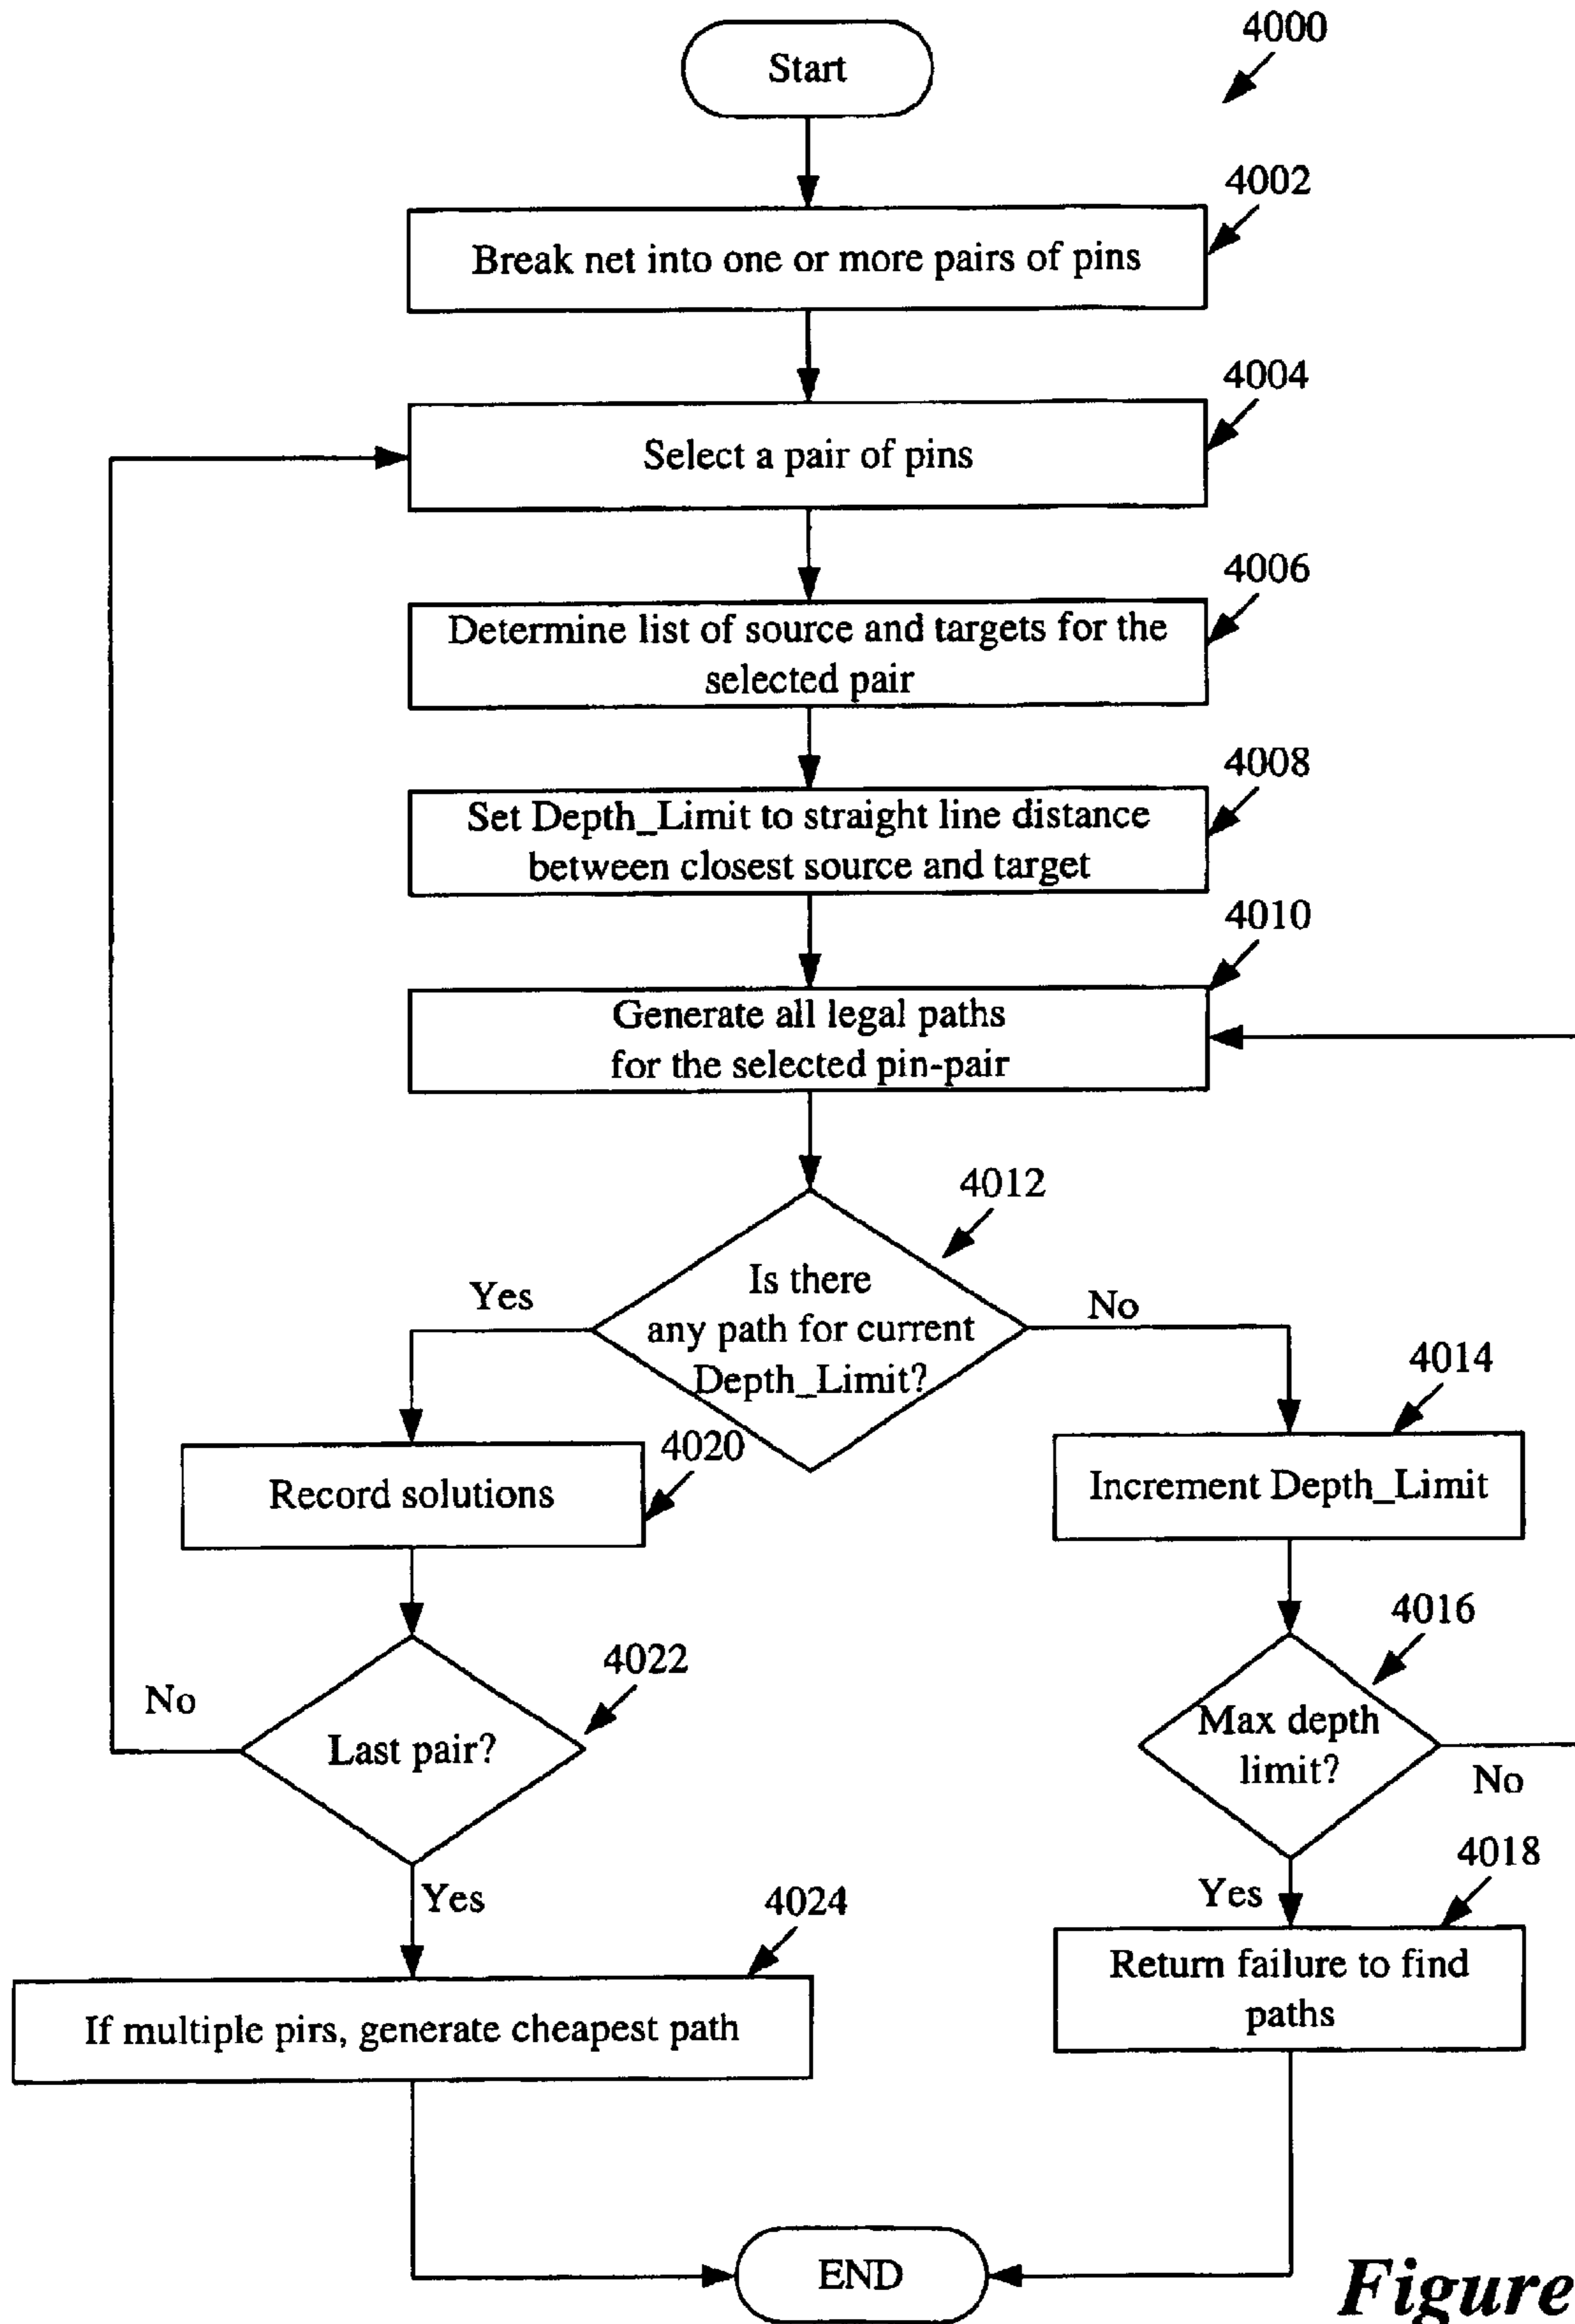 4000
Start
4002
Break net into one or more pairs of pins
4004
Select a pair of pins
4006
Determine list of source and targets for the
selected pair
4008
Set Depth_Limit to straight line distance
between closest source and target
4010
Generate all legal paths
for the selected pin-pair
4012
Is there
any path for current
Depth_Limit?
Yes
No
4014
Increment Depth_Limit
4020
Record solutions
4016
Max depth
limit?
No
4022
Last pair?
No
Yes
Yes
4018
Return failure to find
paths
4024
If multiple pirs, generate cheapest path
END
Figure